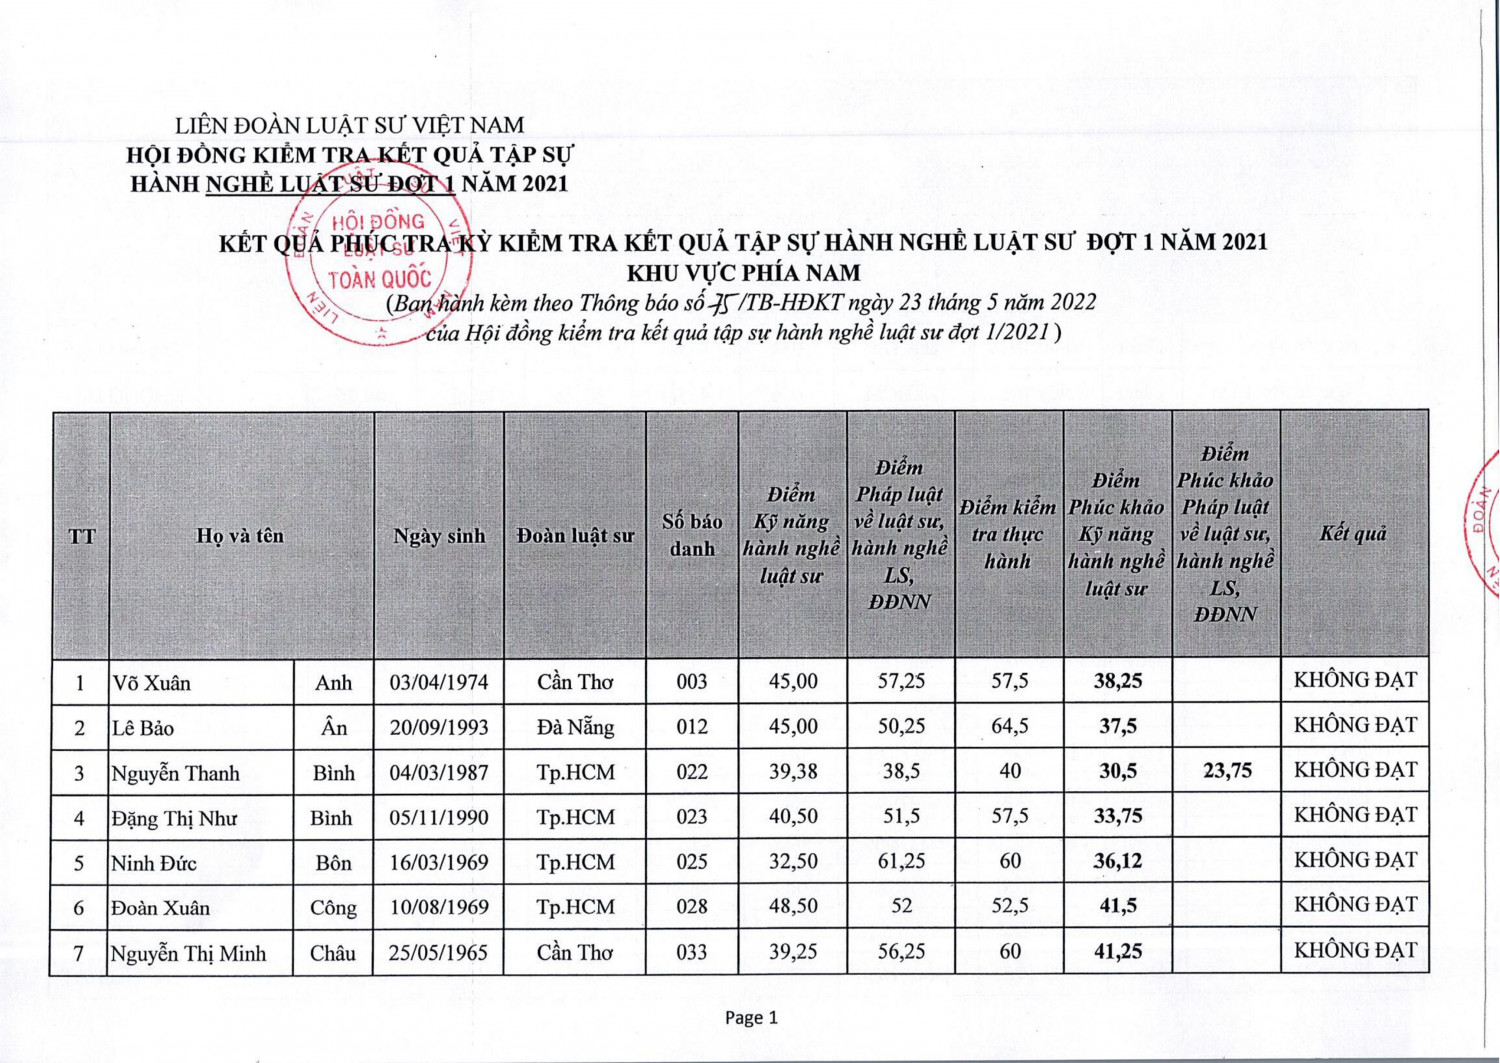 LIÊN ĐOÀN LUẬT SƯ VIỆT NAM
HỘI ĐỒNG KIỂM TRA KẾT QUẢ TẬP SỰ
HÀNH NGHỀ LUẬT SƯ ĐỢT 1 NĂM 2021
LIÊN ĐOÀN LUẬT SƯ VIỆT NAM
HỘI ĐỒNG
LUẬT SƯ
TOÀN QUỐC
KẾT QUẢ PHÚC TRA KỲ KIỂM TRA KẾT QUẢ TẬP SỰ HÀNH NGHỀ LUẬT SƯ ĐỢT 1 NĂM 2021
KHU VỰC PHÍA NAM
(Ban hành kèm theo Thông báo số 75/TB-HĐKT ngày 23 tháng 5 năm 2022
của Hội đồng kiểm tra kết quả tập sự hành nghề luật sư đợt 1/2021)
TT
Họ và tên
Ngày sinh
Đoàn luật sư
Số báo
danh
Điểm
Kỹ năng
hành nghề
luật sư
Điểm
Pháp luật
về luật sư,
hành nghề
LS,
ĐĐNN
Điểm kiểm
tra thực
hành
Điểm
Phúc khảo
Kỹ năng
hành nghề
luật sư
Điểm
Phúc khảo
Pháp luật
về luật sư,
hành nghề
LS,
ĐĐNN
Kết quả
1 Võ Xuân Anh 03/04/1974 Cần Thơ 003 45,00 57,25 57,5 38,25 KHÔNG ĐẠT
2 Lê Bảo Ân 20/09/1993 Đà Nẵng 012 45,00 50,25 64,5 37,5 KHÔNG ĐẠT
3 Nguyễn Thanh Bình 04/03/1987 Tp.HCM 022 39,38 38,5 40 30,5 23,75 KHÔNG ĐẠT
4 Đặng Thị Như Bình 05/11/1990 Tp.HCM 023 40,50 51,5 57,5 33,75 KHÔNG ĐẠT
5 Ninh Đức Bôn 16/03/1969 Tp.HCM 025 32,50 61,25 60 36,12 KHÔNG ĐẠT
6 Đoàn Xuân Công 10/08/1969 Tp.HCM 028 48,50 52 52,5 41,5 KHÔNG ĐẠT
7 Nguyễn Thị Minh Châu 25/05/1965 Cần Thơ 033 39,25 56,25 60 41,25 KHÔNG ĐẠT
ĐOÀN
Page 1